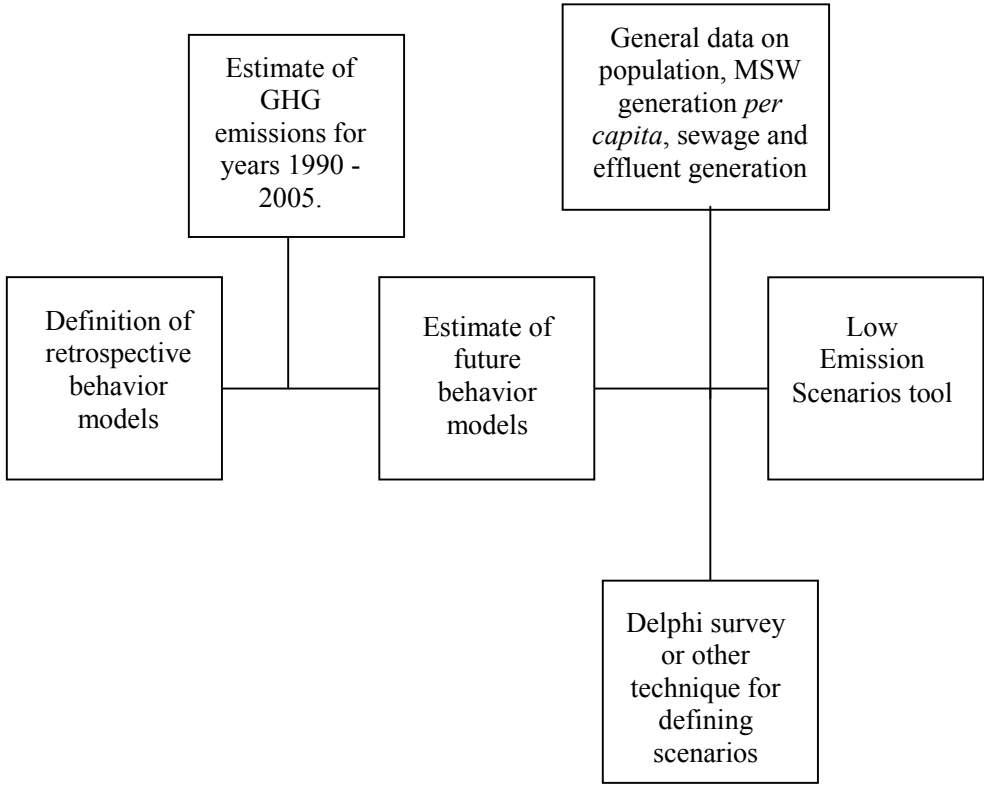 Estimate of
GHG
emissions for
years 1990 -
2005.
General data on
population, MSW
generation per
capita, sewage and
effluent generation
Definition of
retrospective
behavior
models
Estimate of
future
behavior
models
Low
Emission
Scenarios tool
Delphi survey
or other
technique for
defining
scenarios